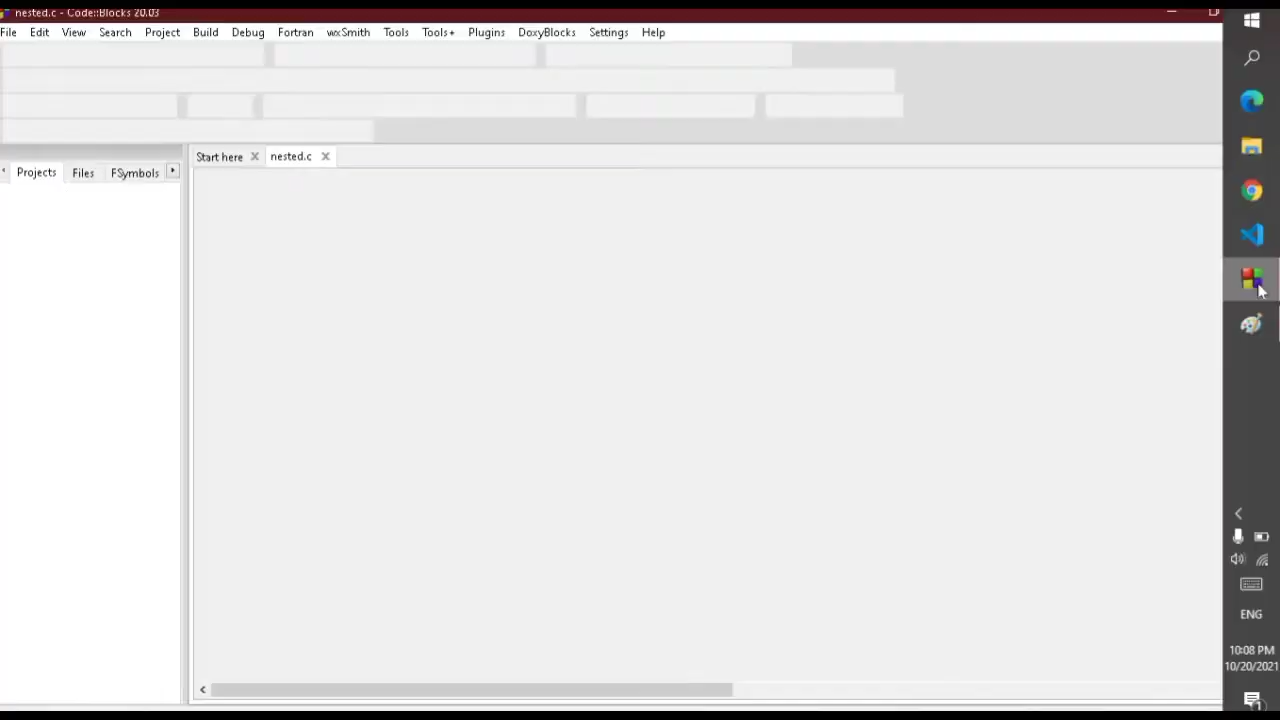 nested.c - Code::Blocks 20.03
File Edit View Search Project Build Debug Fortran wxSmith Tools Tools+ Plugins DoxyBlocks Settings Help
Start here nested.c
Projects Files FSymbols
ENG
10:08 PM
10/20/2021
1